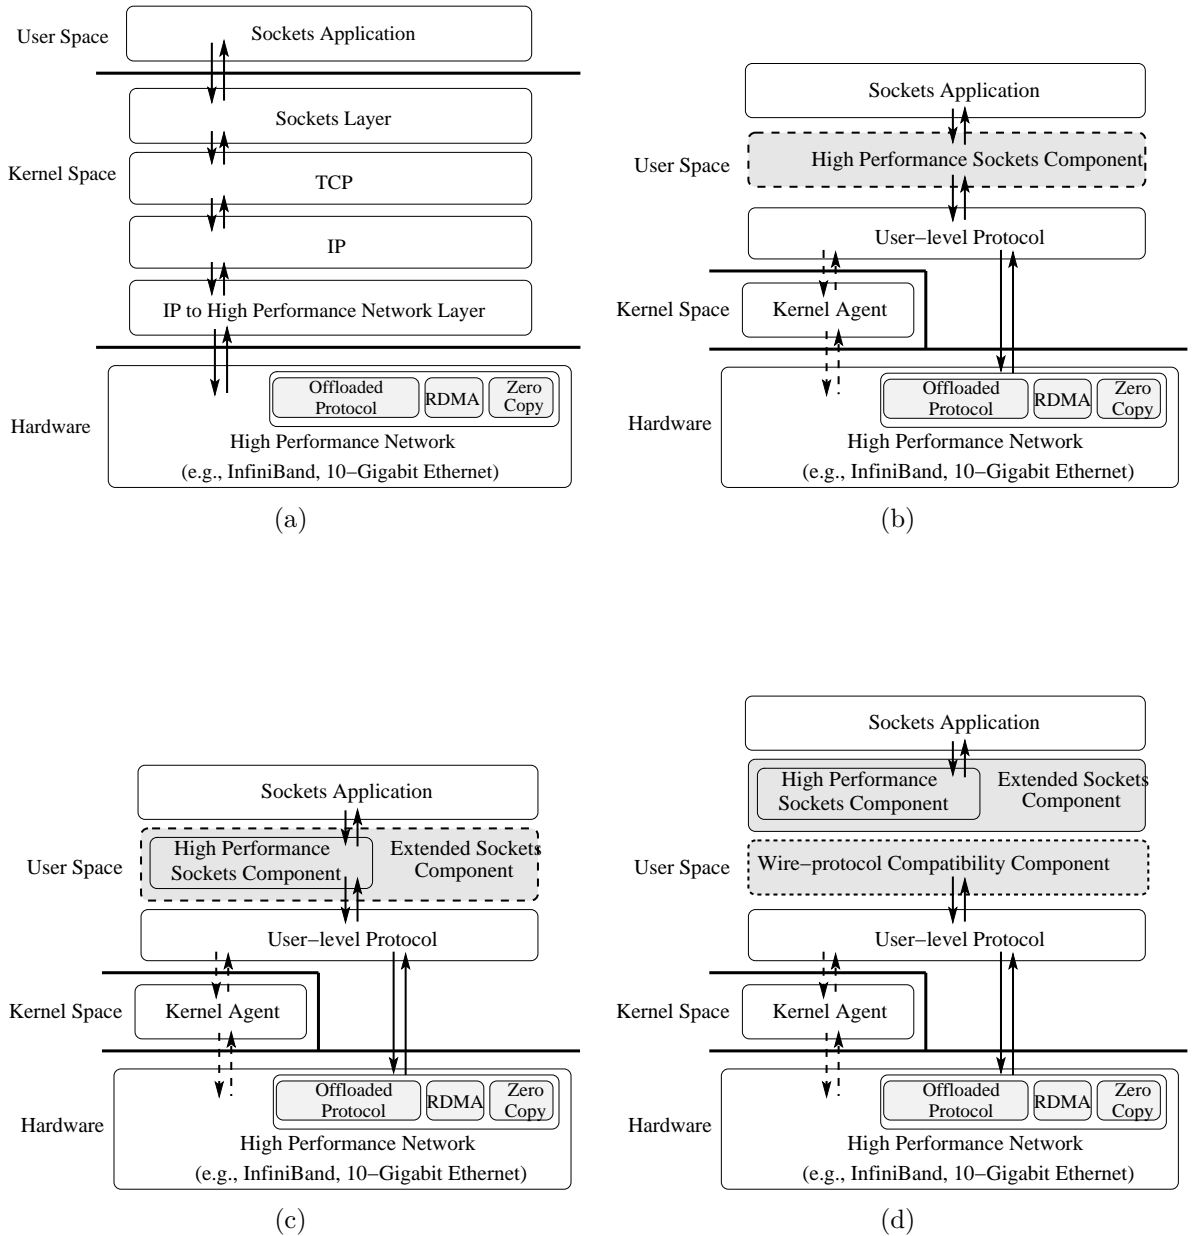 User Space
Sockets Application
Kernel Space
Sockets Layer
TCP
IP
IP to High Performance Network Layer
Hardware
Offloaded
Protocol
RDMA
Zero
Copy
High Performance Network
(e.g., InfiniBand, 10−Gigabit Ethernet)
(a)
Sockets Application
User Space
High Performance Sockets Component
User−level Protocol
Kernel Space
Kernel Agent
Hardware
Offloaded
Protocol
RDMA
Zero
Copy
High Performance Network
(e.g., InfiniBand, 10−Gigabit Ethernet)
(b)
Sockets Application
User Space
High Performance
Sockets Component
Extended Sockets
Component
User−level Protocol
Kernel Space
Kernel Agent
Hardware
Offloaded
Protocol
RDMA
Zero
Copy
High Performance Network
(e.g., InfiniBand, 10−Gigabit Ethernet)
(c)
Sockets Application
High Performance
Sockets Component
Extended Sockets
Component
User Space
Wire−protocol Compatibility Component
User−level Protocol
Kernel Space
Kernel Agent
Hardware
Offloaded
Protocol
RDMA
Zero
Copy
High Performance Network
(e.g., InfiniBand, 10−Gigabit Ethernet)
(d)